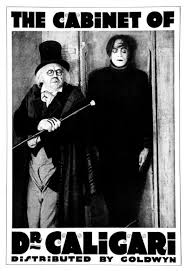 THE CABINET OF
DR CALIGARI
DISTRIBUTED BY GOLDWYN